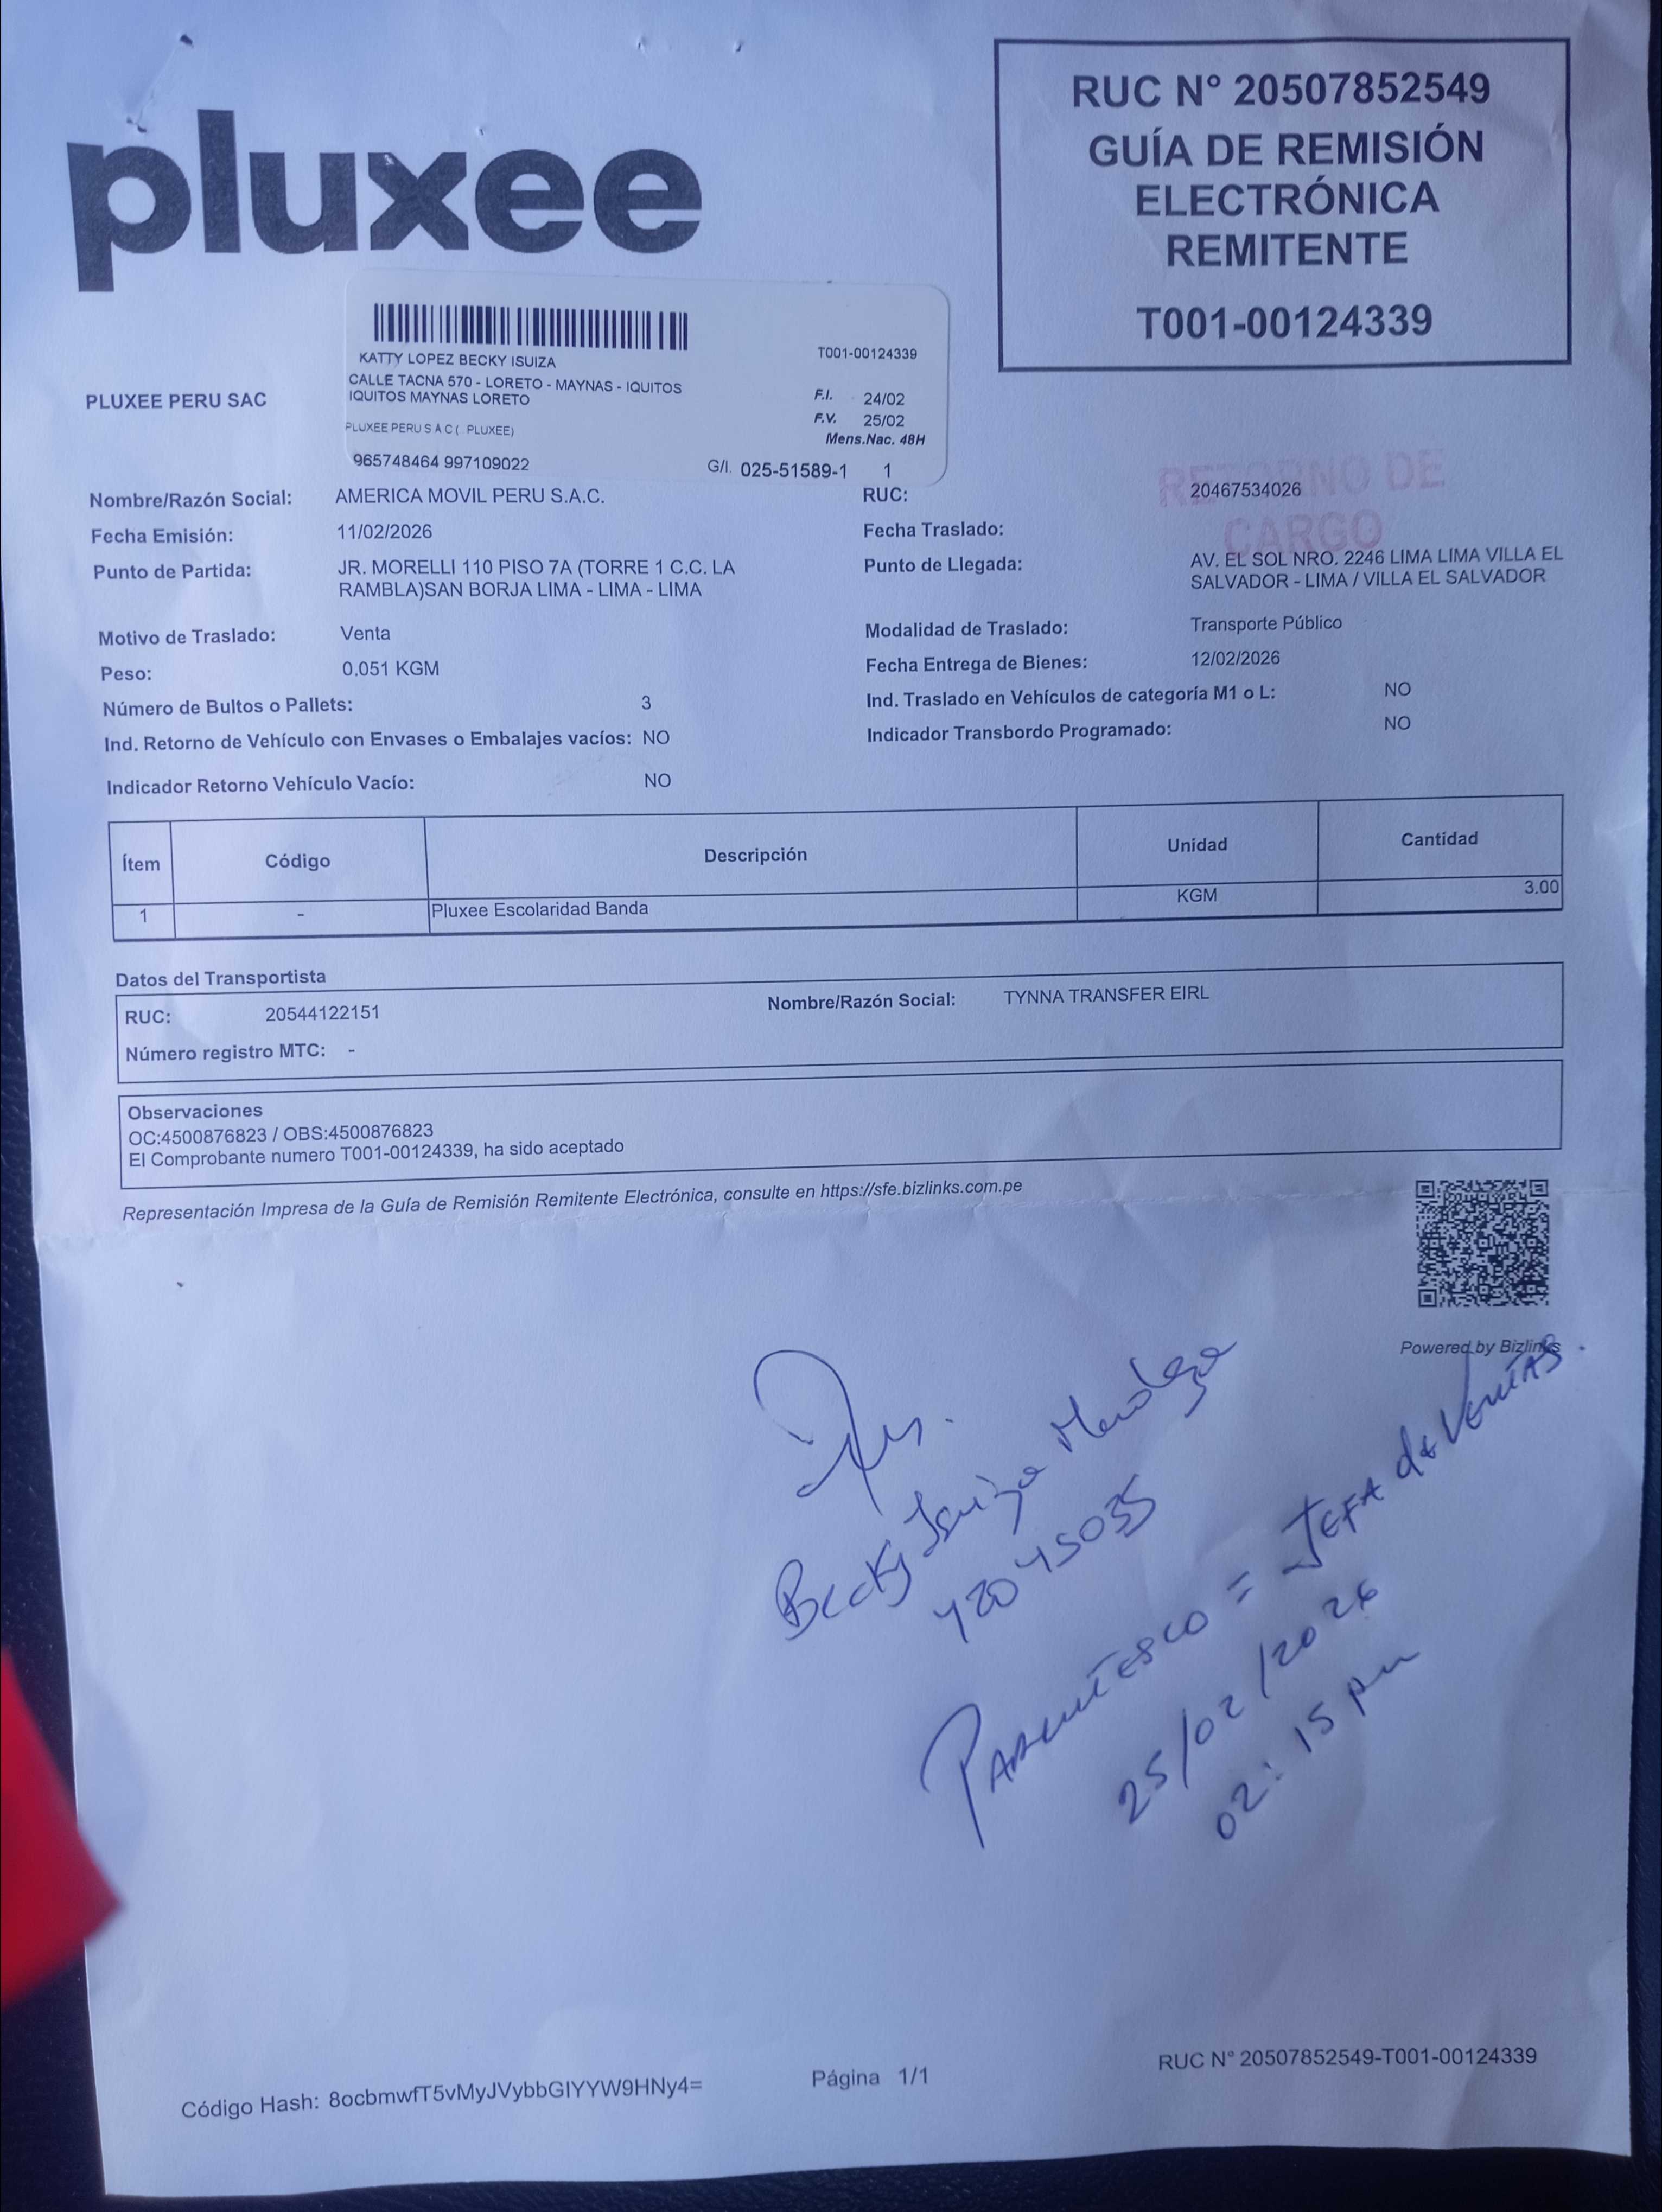 pluxee
RUC N° 20507852549
GUÍA DE REMISIÓN
ELECTRÓNICA
REMITENTE
T001-00124339
KATTY LOPEZ BECKY ISUIZA
T001-00124339
CALLE TACNA 570 - LORETO - MAYNAS - IQUITOS
IQUITOS MAYNAS LORETO
F.I. 24/02
F.V. 25/02
PLUXEE PERU S A C ( PLUXEE)
Mens.Nac. 48H
965748464 997109022
G/I. 025-51589-1 1
PLUXEE PERU SAC
RETORNO DE
CARGO
Nombre/Razón Social: AMERICA MOVIL PERU S.A.C. RUC: 20467534026
Fecha Emisión: 11/02/2026 Fecha Traslado:
Punto de Partida: JR. MORELLI 110 PISO 7A (TORRE 1 C.C. LA Punto de Llegada: AV. EL SOL NRO. 2246 LIMA LIMA VILLA EL
RAMBLA)SAN BORJA LIMA - LIMA - LIMA SALVADOR - LIMA / VILLA EL SALVADOR
Motivo de Traslado: Venta Modalidad de Traslado: Transporte Público
Peso: 0.051 KGM Fecha Entrega de Bienes: 12/02/2026
Número de Bultos o Pallets: 3 Ind. Traslado en Vehículos de categoría M1 o L: NO
Ind. Retorno de Vehículo con Envases o Embalajes vacíos: NO Indicador Transbordo Programado: NO
Indicador Retorno Vehículo Vacío: NO
Ítem Código Descripción Unidad Cantidad
1 - Pluxee Escolaridad Banda KGM 3.00
Datos del Transportista
RUC: 20544122151 Nombre/Razón Social: TYNNA TRANSFER EIRL
Número registro MTC: -
Observaciones
OC:4500876823 / OBS:4500876823
El Comprobante numero T001-00124339, ha sido aceptado
Representación Impresa de la Guía de Remisión Remitente Electrónica, consulte en https://sfe.bizlinks.com.pe
Powered by Bizlinks
Becky Isuiza Mendoza
42045035
PARENTESCO = JEFA de VENTAS.
25/02/2026
02:15 pm
Código Hash: 8ocbmwfT5vMyJVybbGIYYW9HNy4= Página 1/1 RUC N° 20507852549-T001-00124339